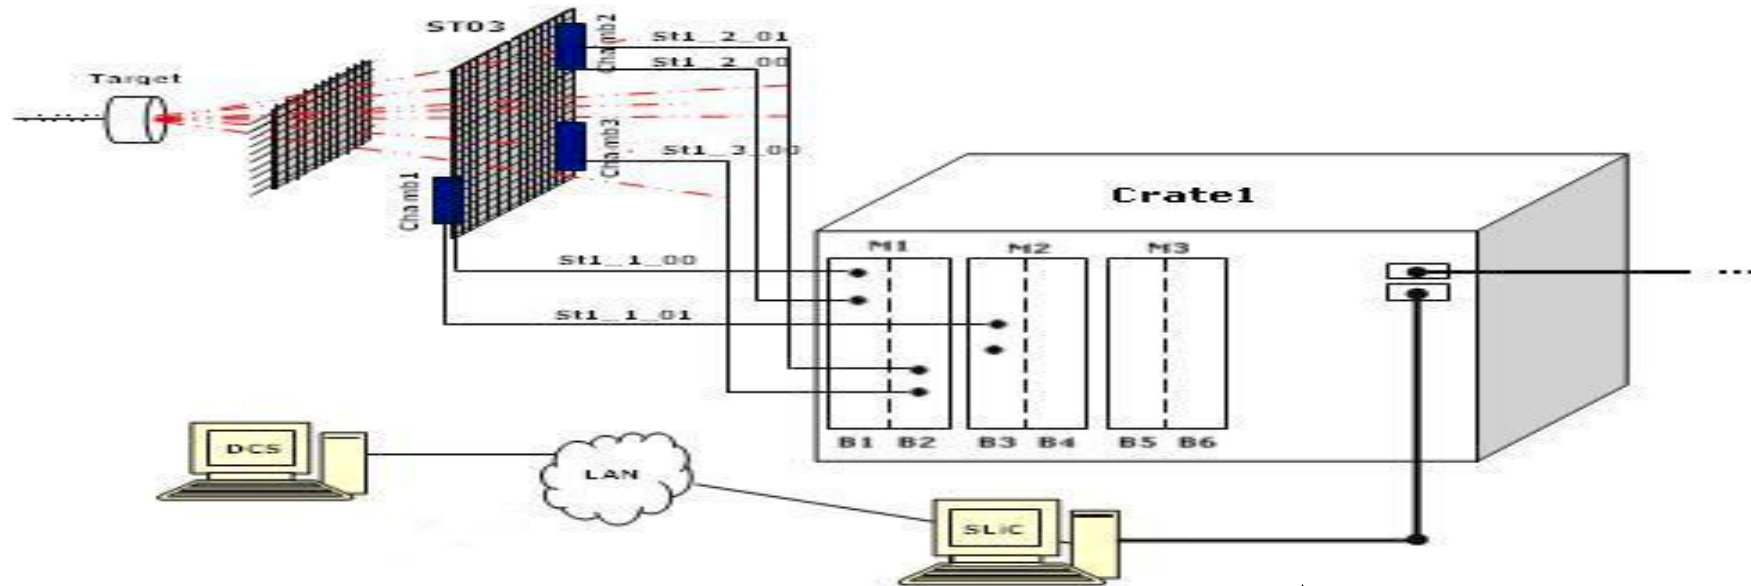 ST03
Chamb2
St1_2_01
St1_2_00
Target
Chamb3
St1_3_00
Chamb1
Crate1
M1 M2 M3
St1_1_00
St1_1_01
B1 B2 B3 B4 B5 B6
DCS
LAN
SLiC